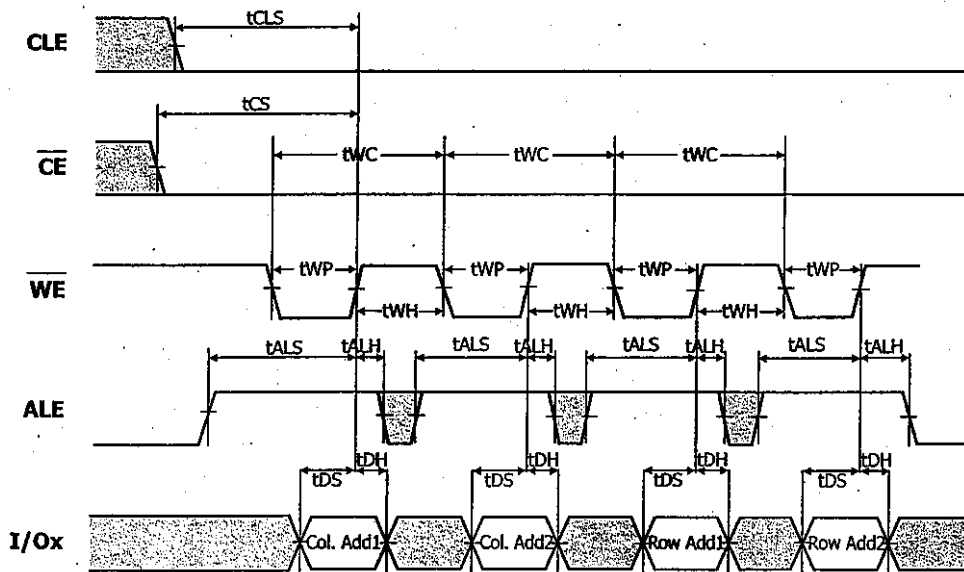 CLE
tCLS
tCS
CE
tWC tWC tWC
WE
tWP tWP tWP tWP
tWH tWH tWH
ALE
tALS tALH tALS tALH tALS tALH tALS tALH
tDH tDH tDH tDH
tDS tDS tDS tDS
I/Ox
Col. Add1 Col. Add2 Row Add1 Row Add2